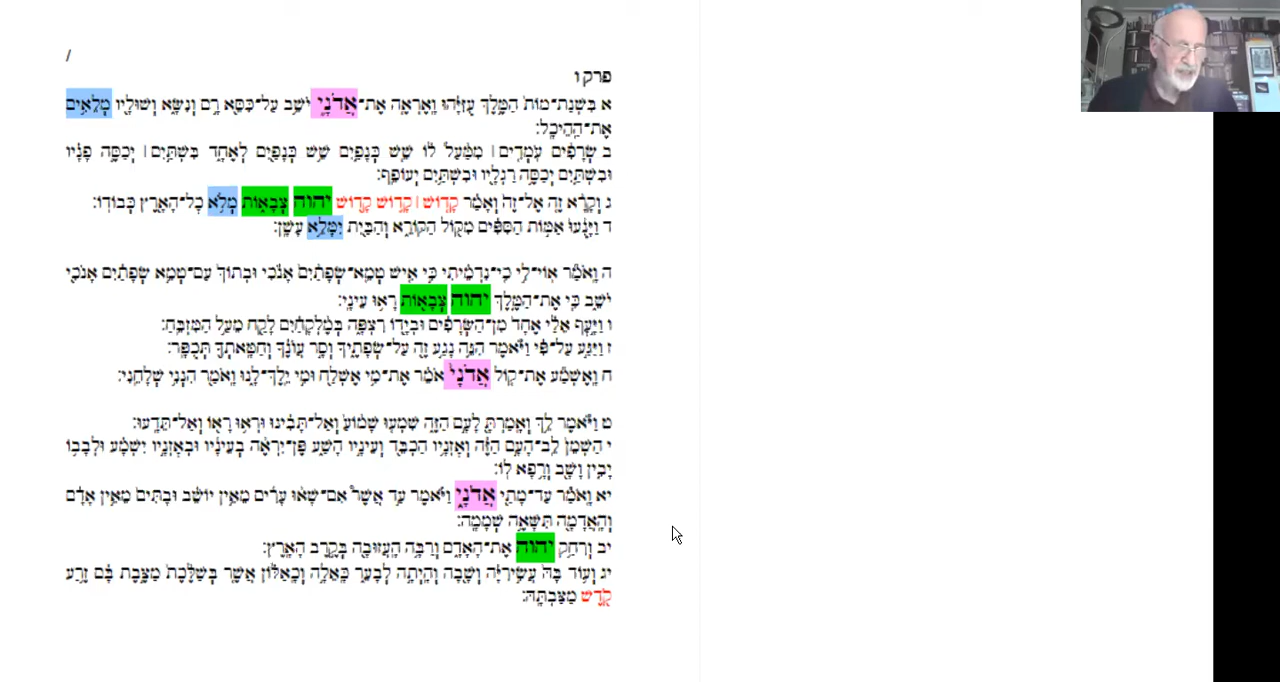 /
פרק ו
א בִּשְׁנַת־מוֹת הַמֶּלֶךְ עֻזִּיָּהוּ וָאֶרְאֶה אֶת־אֲדֹנָי יֹשֵׁב עַל־כִּסֵּא רָם וְנִשָּׂא וְשׁוּלָיו מְלֵאִים
אֶת־הַהֵיכָל׃
ב שְׂרָפִים עֹמְדִים ׀ מִמַּעַל לוֹ שֵׁשׁ כְּנָפַיִם שֵׁשׁ כְּנָפַיִם לְאֶחָד בִּשְׁתַּיִם ׀ יְכַסֶּה פָנָיו
וּבִשְׁתַּיִם יְכַסֶּה רַגְלָיו וּבִשְׁתַּיִם יְעוֹפֵף׃
ג וְקָרָא זֶה אֶל־זֶה וְאָמַר קָדוֹשׁ ׀ קָדוֹשׁ קָדוֹשׁ יהוה צְבָאוֹת מְלֹא כָל־הָאָרֶץ כְּבוֹדוֹ׃
ד וַיָּנֻעוּ אַמּוֹת הַסִּפִּים מִקּוֹל הַקּוֹרֵא וְהַבַּיִת יִמָּלֵא עָשָׁן׃
ה וָאֹמַר אוֹי־לִי כִי־נִדְמֵיתִי כִּי אִישׁ טְמֵא־שְׂפָתַיִם אָנֹכִי וּבְתוֹךְ עַם־טְמֵא שְׂפָתַיִם אָנֹכִי
יֹשֵׁב כִּי אֶת־הַמֶּלֶךְ יהוה צְבָאוֹת רָאוּ עֵינָי׃
ו וַיָּעָף אֵלַי אֶחָד מִן־הַשְּׂרָפִים וּבְיָדוֹ רִצְפָּה בְּמֶלְקַחַיִם לָקַח מֵעַל הַמִּזְבֵּחַ׃
ז וַיַּגַּע עַל־פִּי וַיֹּאמֶר הִנֵּה נָגַע זֶה עַל־שְׂפָתֶיךָ וְסָר עֲוֹנֶךָ וְחַטָּאתְךָ תְּכֻפָּר׃
ח וָאֶשְׁמַע אֶת־קוֹל אֲדֹנָי אֹמֵר אֶת־מִי אֶשְׁלַח וּמִי יֵלֶךְ־לָנוּ וָאֹמַר הִנְנִי שְׁלָחֵנִי׃
ט וַיֹּאמֶר לֵךְ וְאָמַרְתָּ לָעָם הַזֶּה שִׁמְעוּ שָׁמוֹעַ וְאַל־תָּבִינוּ וּרְאוּ רָאוֹ וְאַל־תֵּדָעוּ׃
י הַשְׁמֵן לֵב־הָעָם הַזֶּה וְאָזְנָיו הַכְבֵּד וְעֵינָיו הָשַׁע פֶּן־יִרְאֶה בְעֵינָיו וּבְאָזְנָיו יִשְׁמָע וּלְבָבוֹ
יָבִין וָשָׁב וְרָפָא לוֹ׃
יא וָאֹמַר עַד־מָתַי אֲדֹנָי וַיֹּאמֶר עַד אֲשֶׁר אִם־שָׁאוּ עָרִים מֵאֵין יוֹשֵׁב וּבָתִּים מֵאֵין אָדָם
וְהָאֲדָמָה תִּשָּׁאֶה שְׁמָמָה׃
יב וְרִחַק יהוה אֶת־הָאָדָם וְרַבָּה הָעֲזוּבָה בְּקֶרֶב הָאָרֶץ׃
יג וְעוֹד בָּהּ עֲשִׂירִיָּה וְשָׁבָה וְהָיְתָה לְבָעֵר כָּאֵלָה וְכָאַלּוֹן אֲשֶׁר בְּשַׁלֶּכֶת מַצֶּבֶת בָּם זֶרַע
קֹדֶשׁ מַצַּבְתָּהּ׃